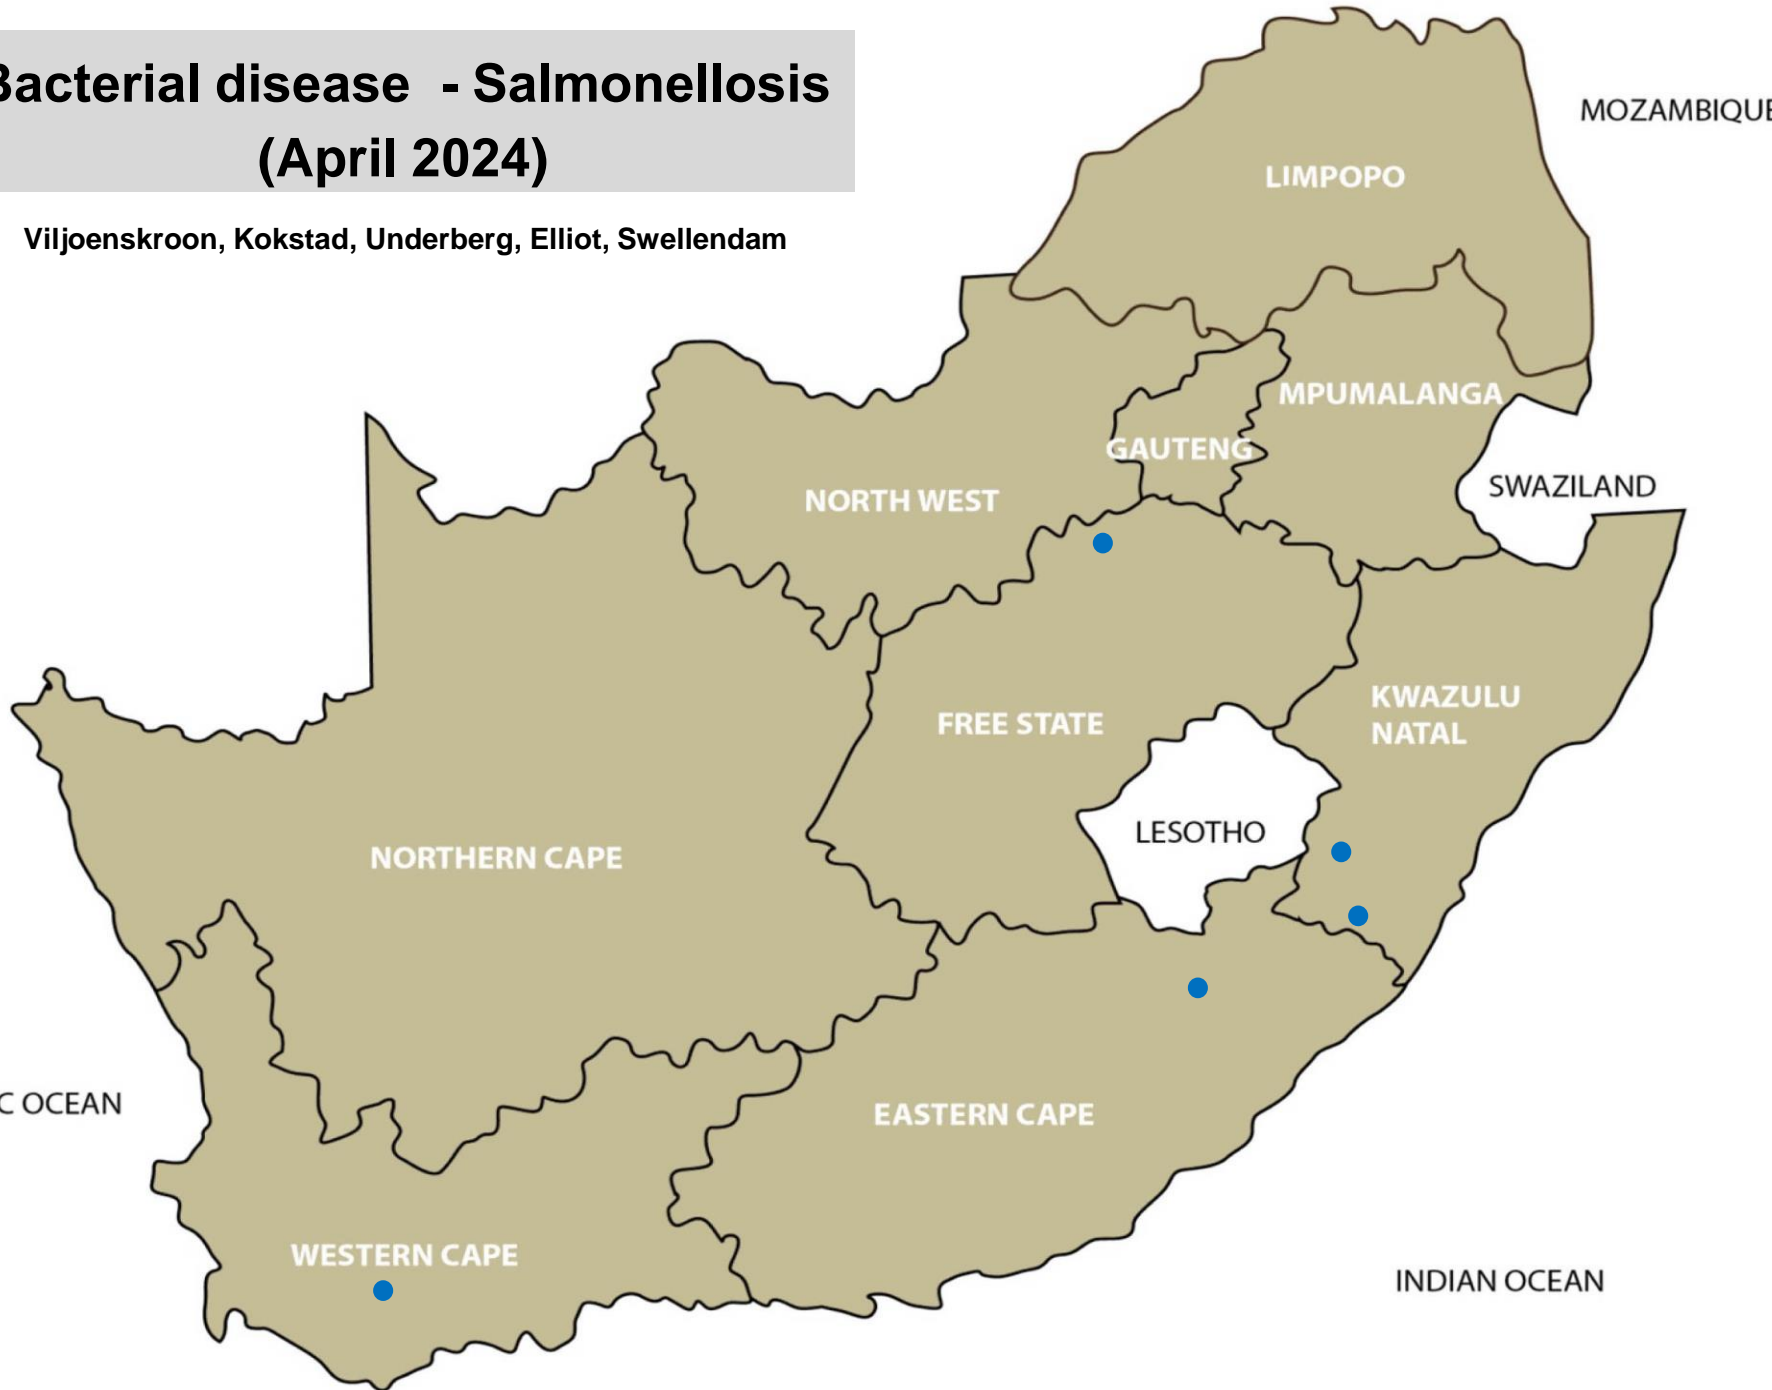 Bacterial disease - Salmonellosis
(April 2024)
Viljoenskroon, Kokstad, Underberg, Elliot, Swellendam
MOZAMBIQUE
LIMPOPO
MPUMALANGA
GAUTENG
SWAZILAND
NORTH WEST
KWAZULU
NATAL
FREE STATE
LESOTHO
NORTHERN CAPE
C OCEAN
EASTERN CAPE
WESTERN CAPE
INDIAN OCEAN